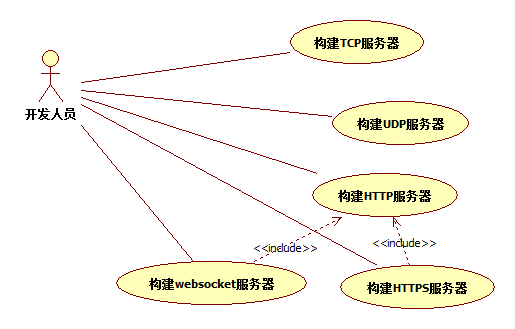 构建TCP服务器
开发人员
构建UDP服务器
构建HTTP服务器
<<include>>
<<include>>
构建websocket服务器
构建HTTPS服务器